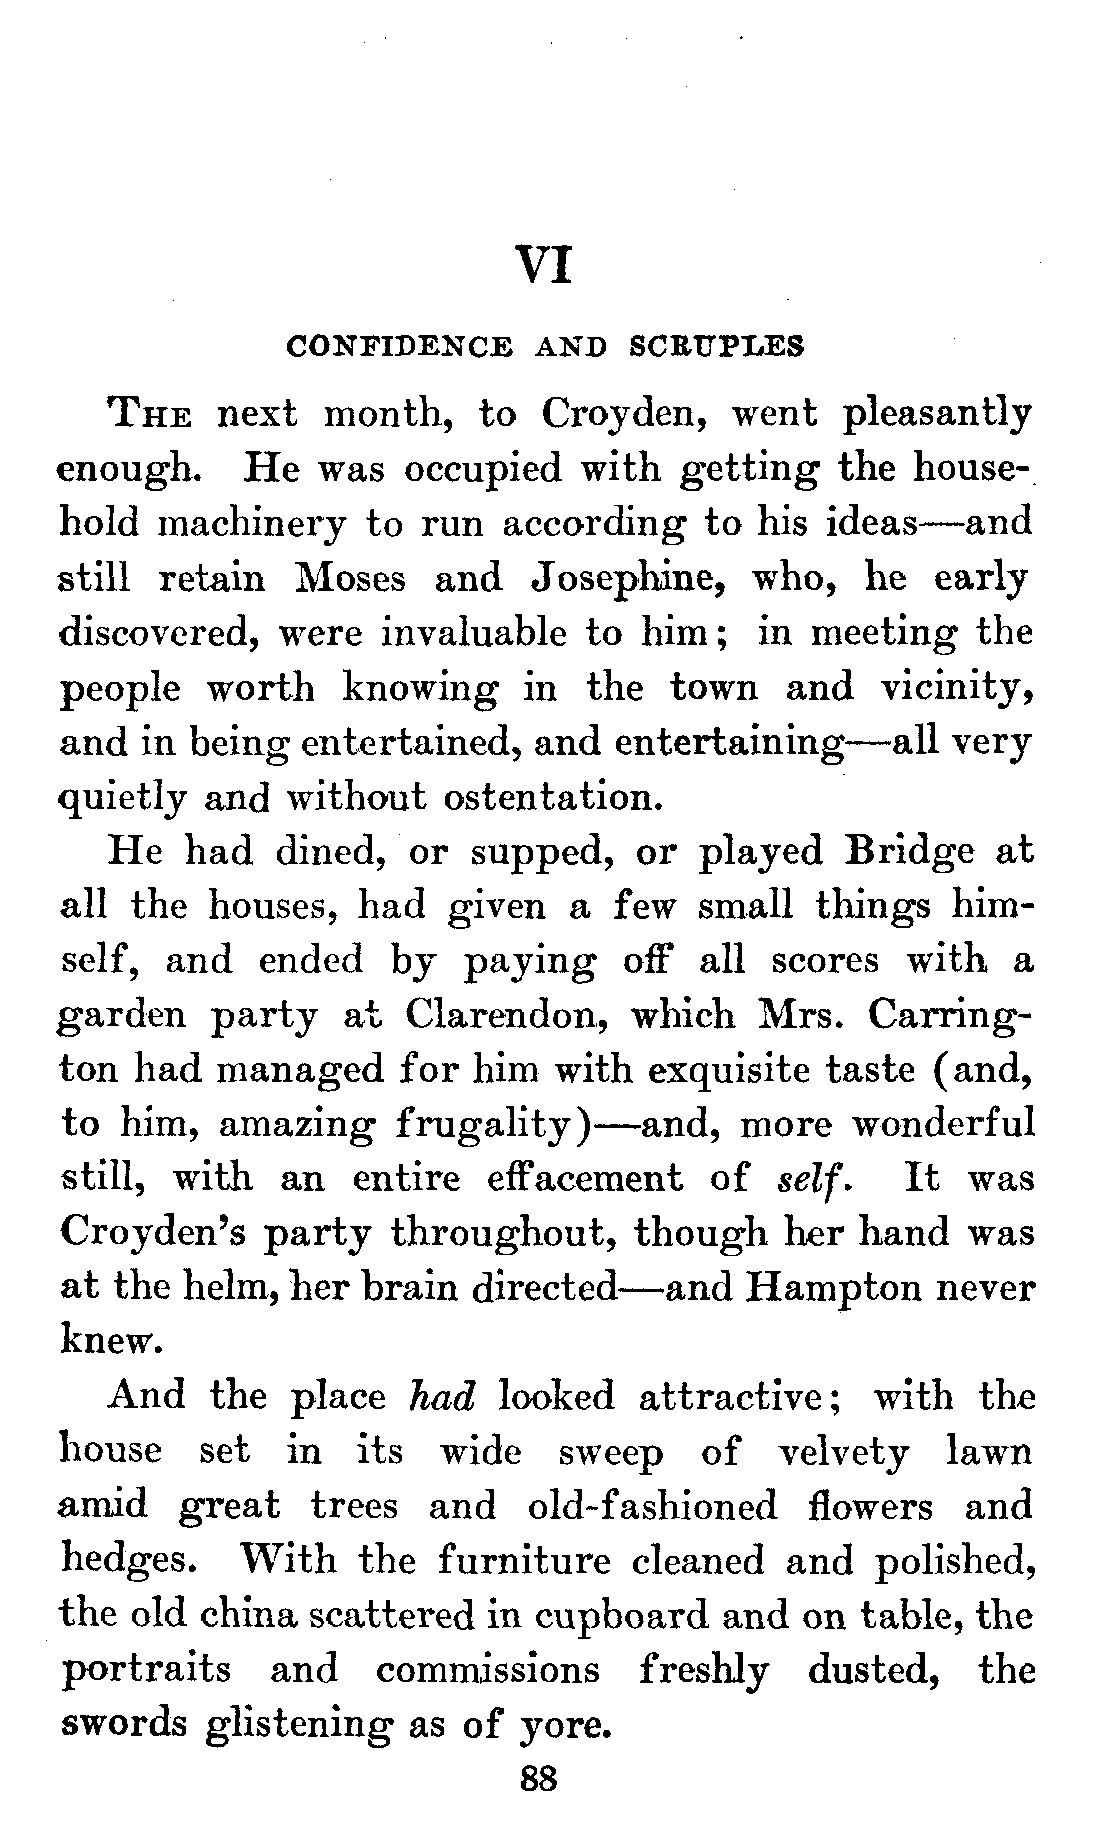 VI
CONFIDENCE AND SCRUPLES
THE next month, to Croyden, went pleasantly
enough. He was occupied with getting the house-
hold machinery to run according to his ideas—and
still retain Moses and Josephine, who, he early
discovered, were invaluable to him; in meeting the
people worth knowing in the town and vicinity,
and in being entertained, and entertaining—all very
quietly and without ostentation.
He had dined, or supped, or played Bridge at
all the houses, had given a few small things him-
self, and ended by paying off all scores with a
garden party at Clarendon, which Mrs. Carring-
ton had managed for him with exquisite taste (and,
to him, amazing frugality)—and, more wonderful
still, with an entire effacement of self. It was
Croyden's party throughout, though her hand was
at the helm, her brain directed—and Hampton never
knew.
And the place had looked attractive; with the
house set in its wide sweep of velvety lawn
amid great trees and old-fashioned flowers and
hedges. With the furniture cleaned and polished,
the old china scattered in cupboard and on table, the
portraits and commissions freshly dusted, the
swords glistening as of yore.
88